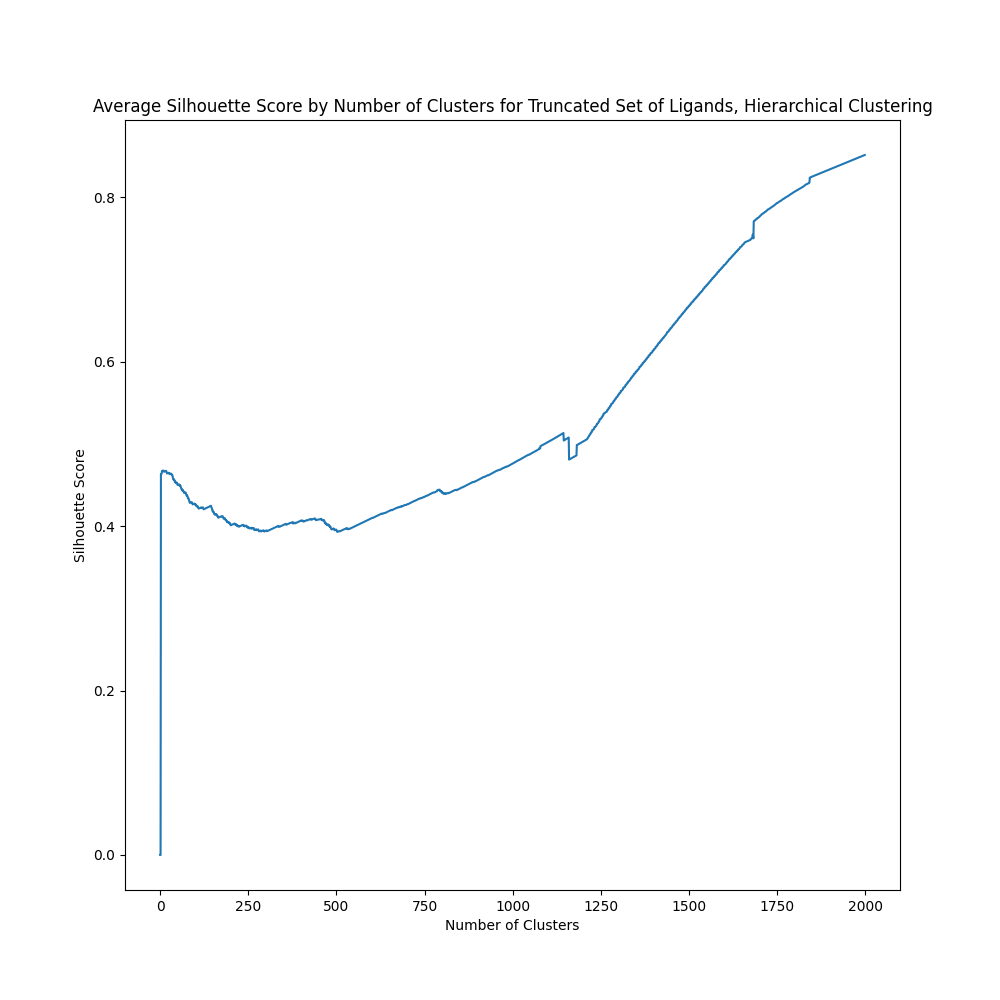 Average Silhouette Score by Number of Clusters for Truncated Set of Ligands, Hierarchical Clustering
0.8
0.6
0.4
0.2
0.0
Silhouette Score
0 250 500 750 1000 1250 1500 1750 2000
Number of Clusters